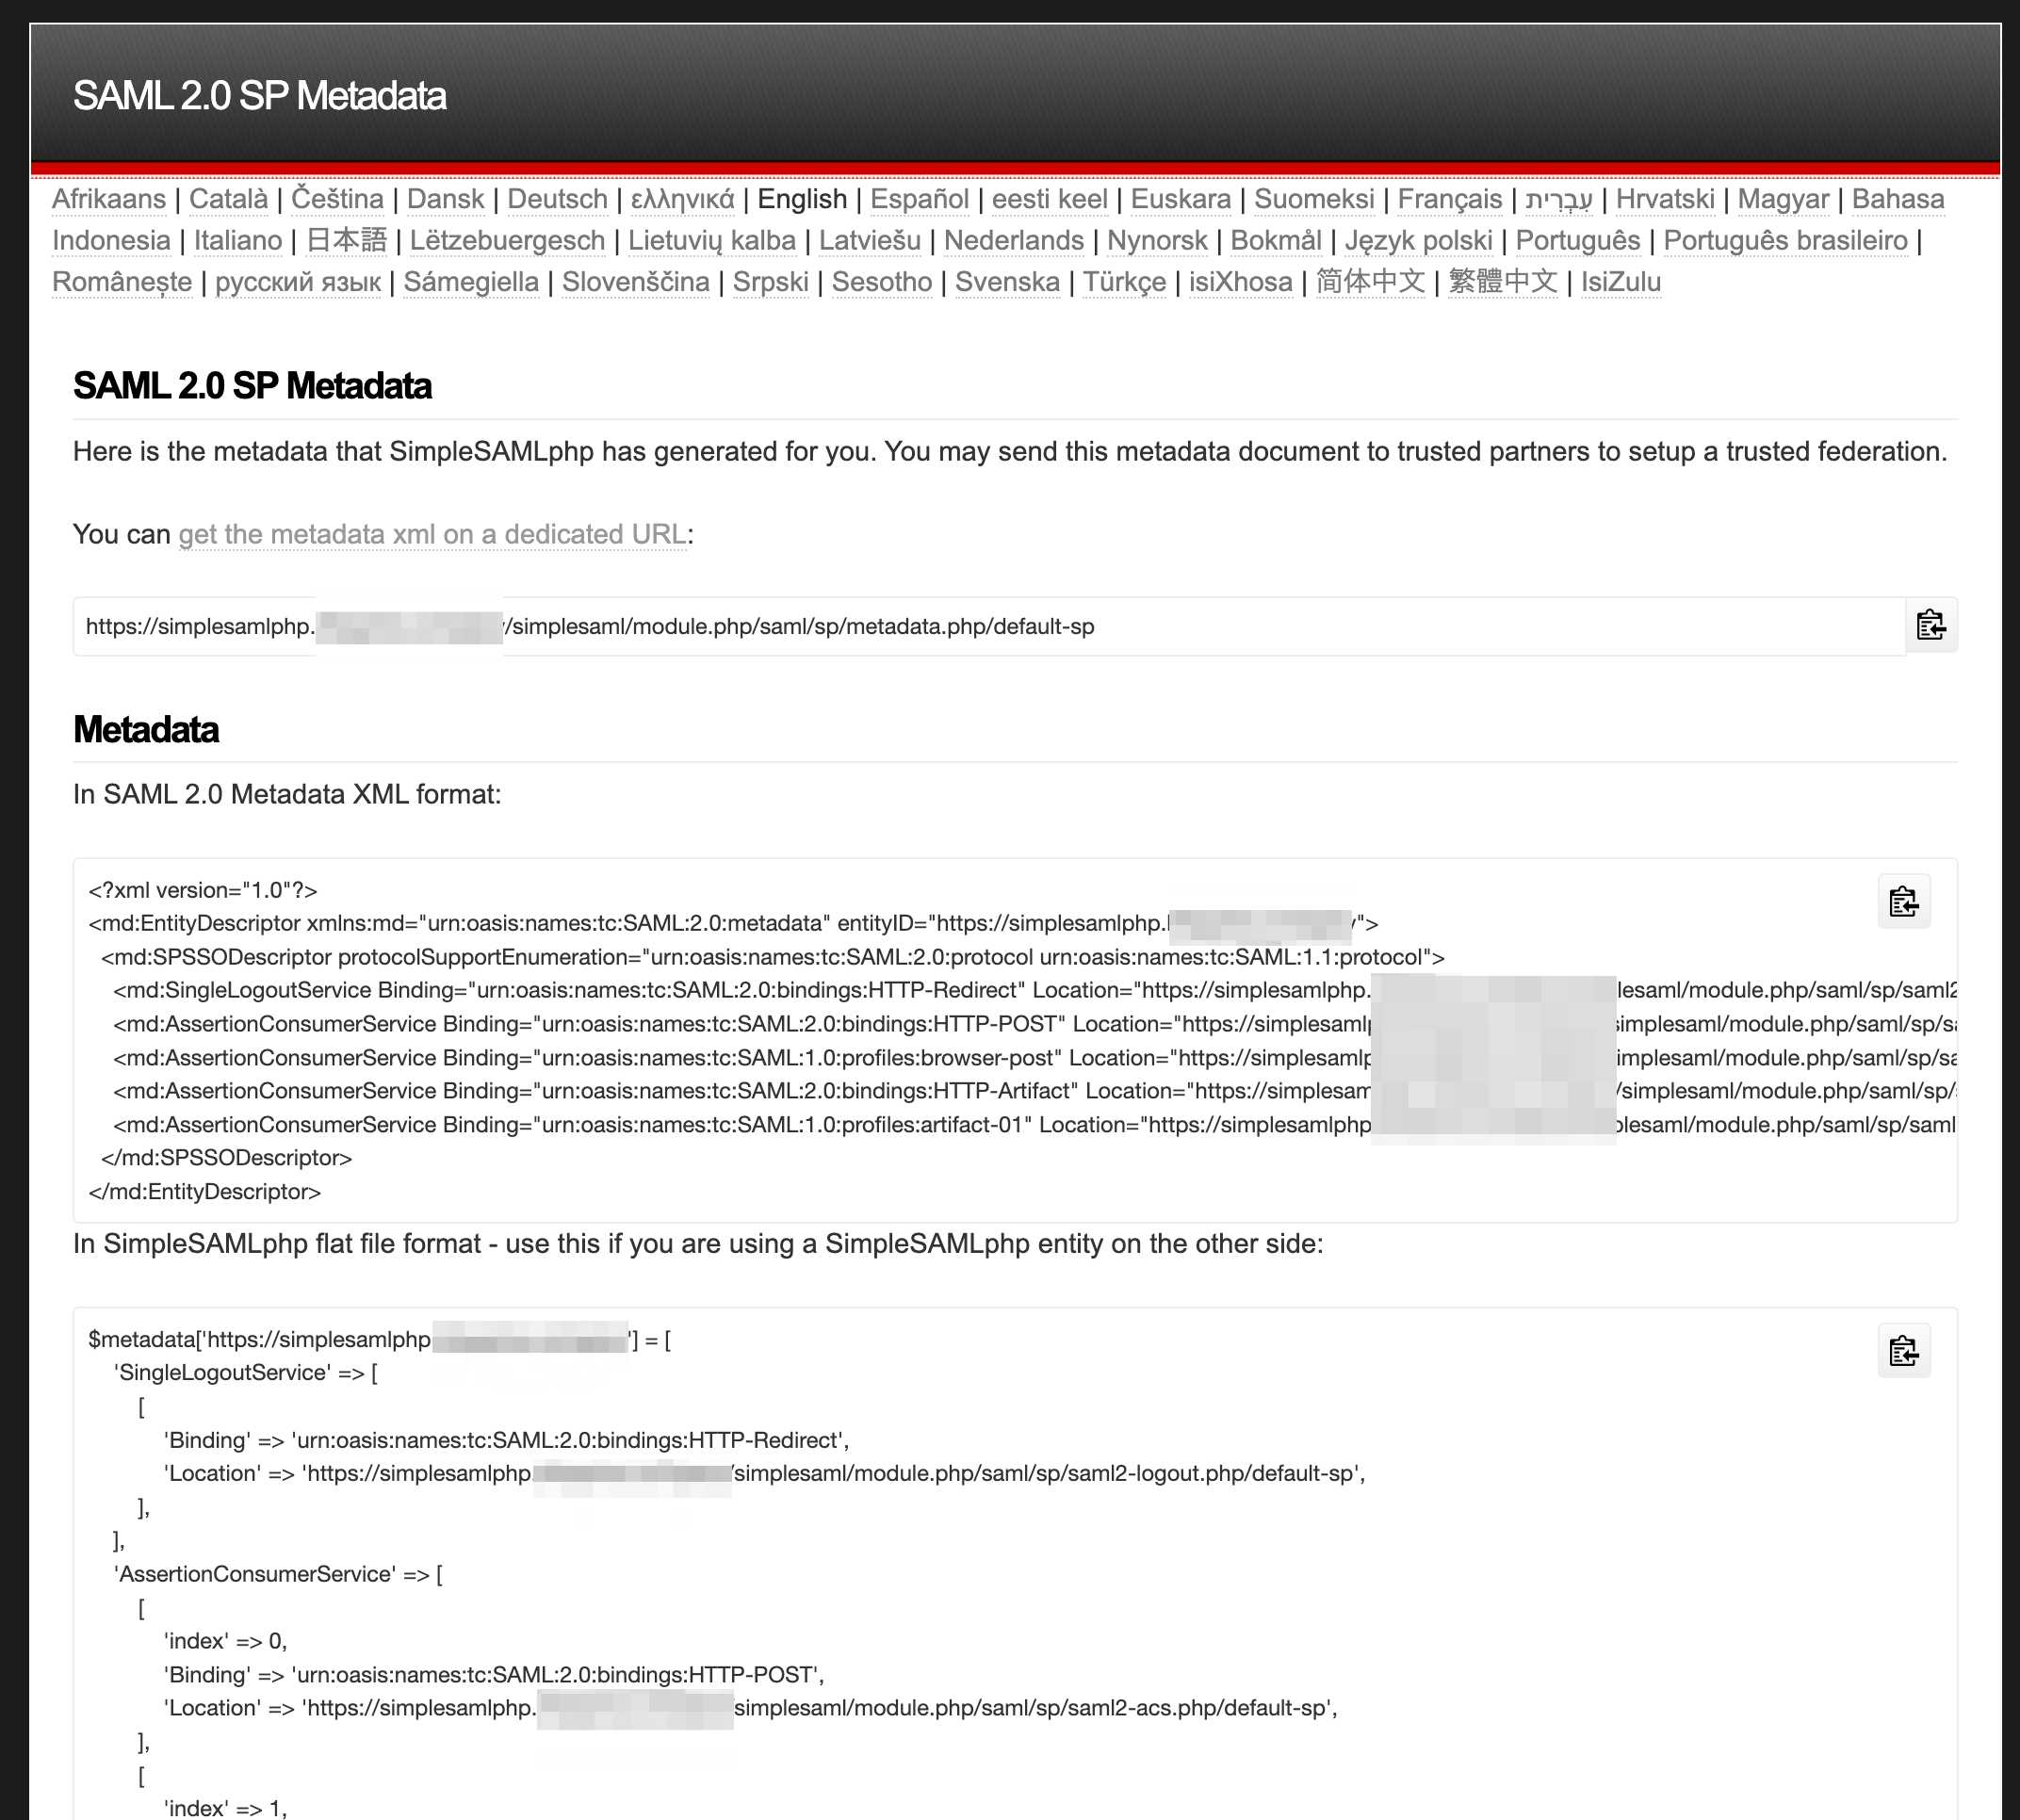 SAML 2.0 SP Metadata
Afrikaans | Català | Čeština | Dansk | Deutsch | ελληνικά | English | Español | eesti keel | Euskara | Suomeksi | Français | עִבְרִית | Hrvatski | Magyar | Bahasa
Indonesia | Italiano | 日本語 | Lëtzebuergesch | Lietuvių kalba | Latviešu | Nederlands | Nynorsk | Bokmål | Język polski | Português | Português brasileiro |
Românește | русский язык | Sámegiella | Slovenščina | Srpski | Sesotho | Svenska | Türkçe | isiXhosa | 简体中文 | 繁體中文 | IsiZulu
SAML 2.0 SP Metadata
Here is the metadata that SimpleSAMLphp has generated for you. You may send this metadata document to trusted partners to setup a trusted federation.
You can get the metadata xml on a dedicated URL:
https://simplesamlphp. /simplesaml/module.php/saml/sp/metadata.php/default-sp
Metadata
In SAML 2.0 Metadata XML format:
<?xml version="1.0"?>
<md:EntityDescriptor xmlns:md="urn:oasis:names:tc:SAML:2.0:metadata" entityID="https://simplesamlphp. ">
<md:SPSSODescriptor protocolSupportEnumeration="urn:oasis:names:tc:SAML:2.0:protocol urn:oasis:names:tc:SAML:1.1:protocol">
<md:SingleLogoutService Binding="urn:oasis:names:tc:SAML:2.0:bindings:HTTP-Redirect" Location="https://simplesamlphp. lesaml/module.php/saml/sp/saml2
<md:AssertionConsumerService Binding="urn:oasis:names:tc:SAML:2.0:bindings:HTTP-POST" Location="https://simplesaml simplesaml/module.php/saml/sp/sa
<md:AssertionConsumerService Binding="urn:oasis:names:tc:SAML:1.0:profiles:browser-post" Location="https://simplesamlp implesaml/module.php/saml/sp/sa
<md:AssertionConsumerService Binding="urn:oasis:names:tc:SAML:2.0:bindings:HTTP-Artifact" Location="https://simplesam /simplesaml/module.php/saml/sp/
<md:AssertionConsumerService Binding="urn:oasis:names:tc:SAML:1.0:profiles:artifact-01" Location="https://simplesamlphp plesaml/module.php/saml/sp/saml
</md:SPSSODescriptor>
</md:EntityDescriptor>
In SimpleSAMLphp flat file format - use this if you are using a SimpleSAMLphp entity on the other side:
$metadata['https://simplesamlphp '] = [
'SingleLogoutService' => [
[
'Binding' => 'urn:oasis:names:tc:SAML:2.0:bindings:HTTP-Redirect',
'Location' => 'https://simplesamlphp. /simplesaml/module.php/saml/sp/saml2-logout.php/default-sp',
],
],
'AssertionConsumerService' => [
[
'index' => 0,
'Binding' => 'urn:oasis:names:tc:SAML:2.0:bindings:HTTP-POST',
'Location' => 'https://simplesamlphp. simplesaml/module.php/saml/sp/saml2-acs.php/default-sp',
],
[
'index' => 1,